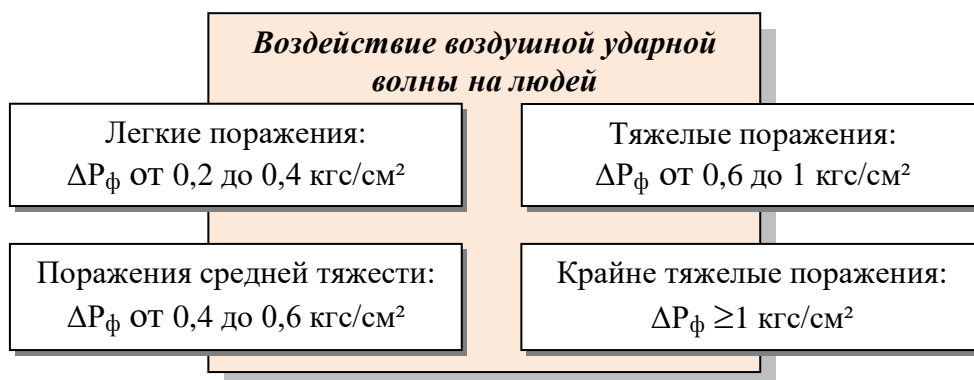 Воздействие воздушной ударной
волны на людей
Легкие поражения:
ΔPф от 0,2 до 0,4 кгс/см²
Тяжелые поражения:
ΔPф от 0,6 до 1 кгс/см²
Поражения средней тяжести:
ΔPф от 0,4 до 0,6 кгс/см²
Крайне тяжелые поражения:
ΔPф ≥1 кгс/см²